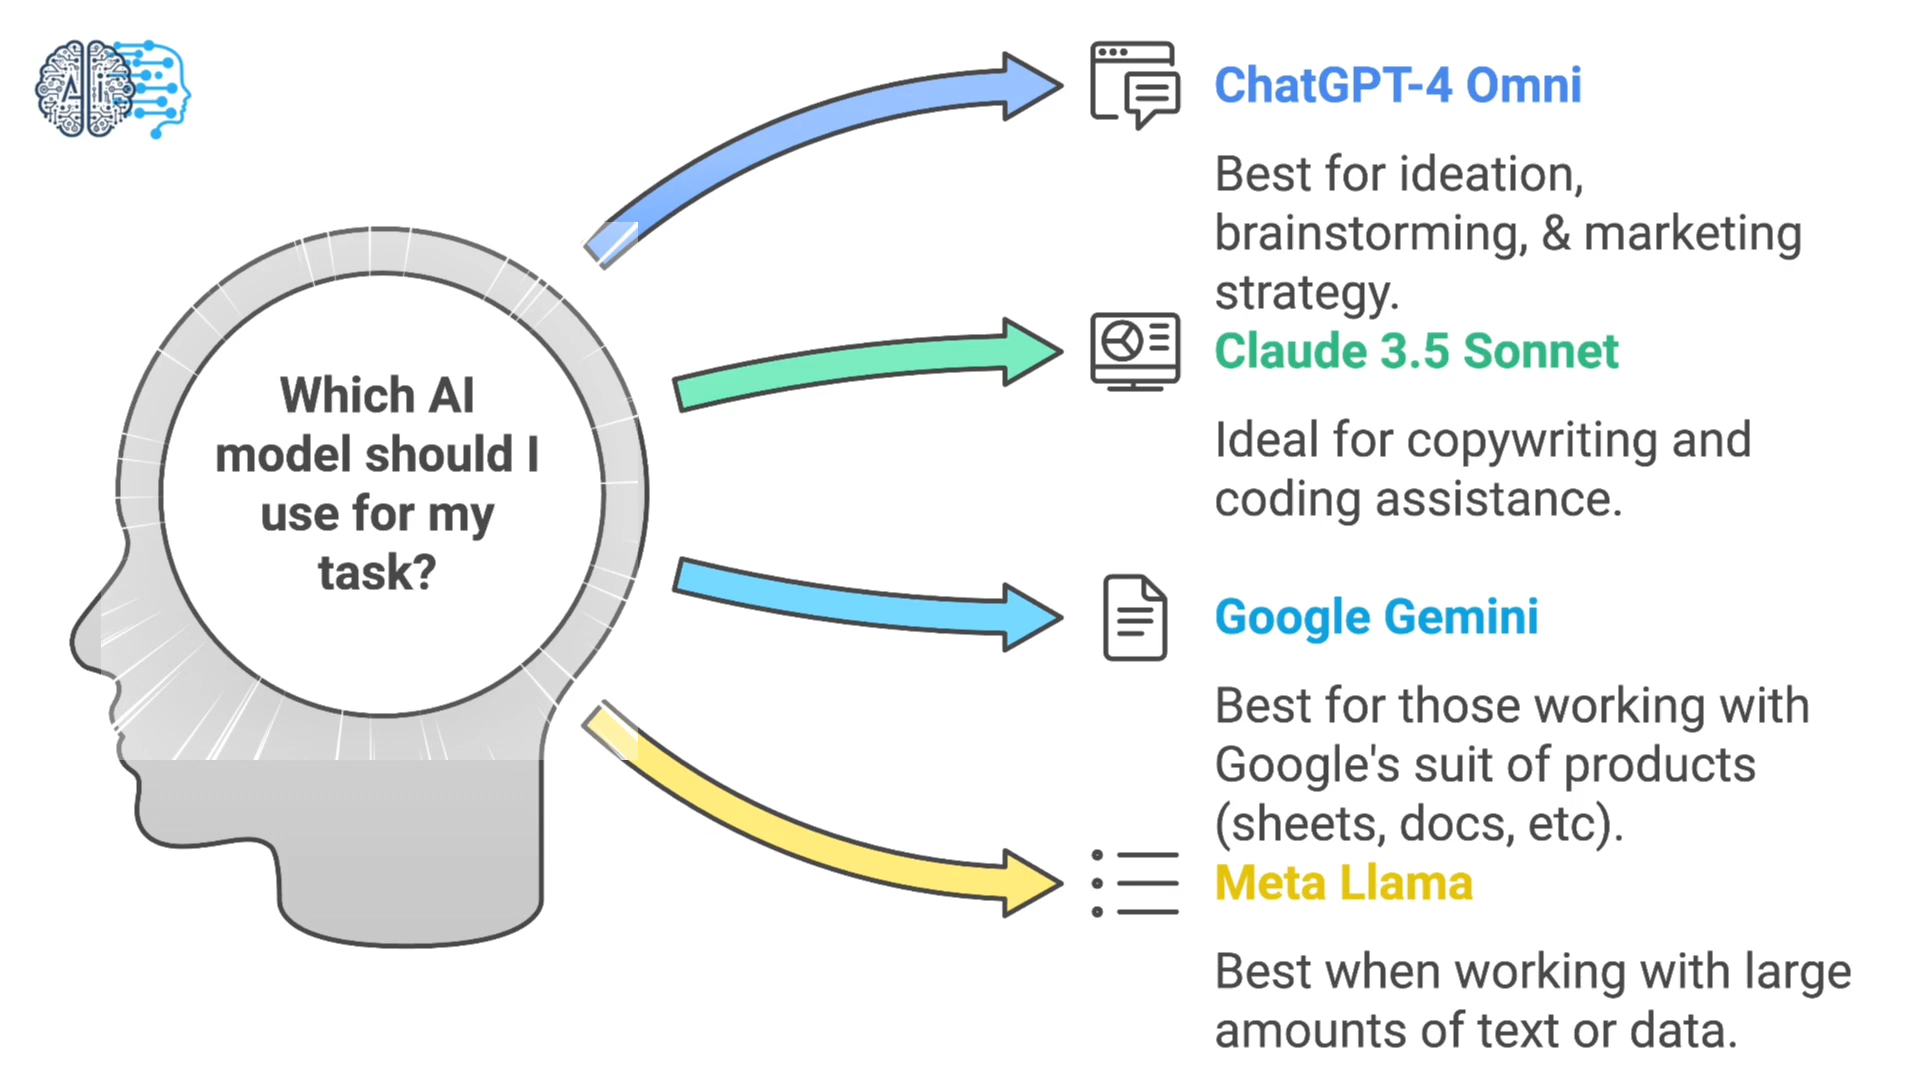 Ai
Which AI
model should I
use for my
task?
ChatGPT-4 Omni
Best for ideation,
brainstorming, & marketing
strategy.
Claude 3.5 Sonnet
Ideal for copywriting and
coding assistance.
Google Gemini
Best for those working with
Google's suit of products
(sheets, docs, etc).
Meta Llama
Best when working with large
amounts of text or data.